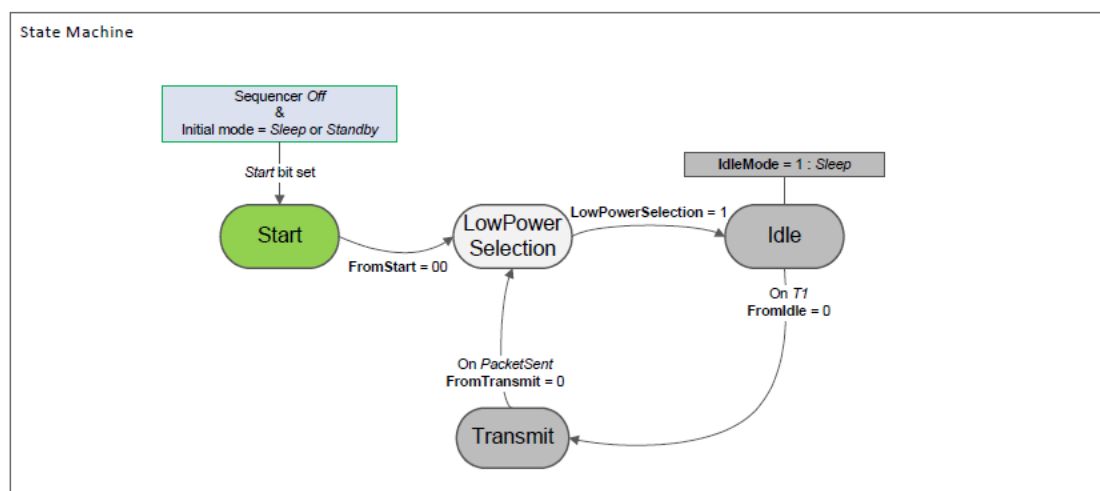 State Machine
Sequencer Off
&
Initial mode = Sleep or Standby
Start bit set
IdleMode = 1 : Sleep
Start
LowPower
Selection
LowPowerSelection = 1
Idle
FromStart = 00
On T1
FromIdle = 0
On PacketSent
FromTransmit = 0
Transmit